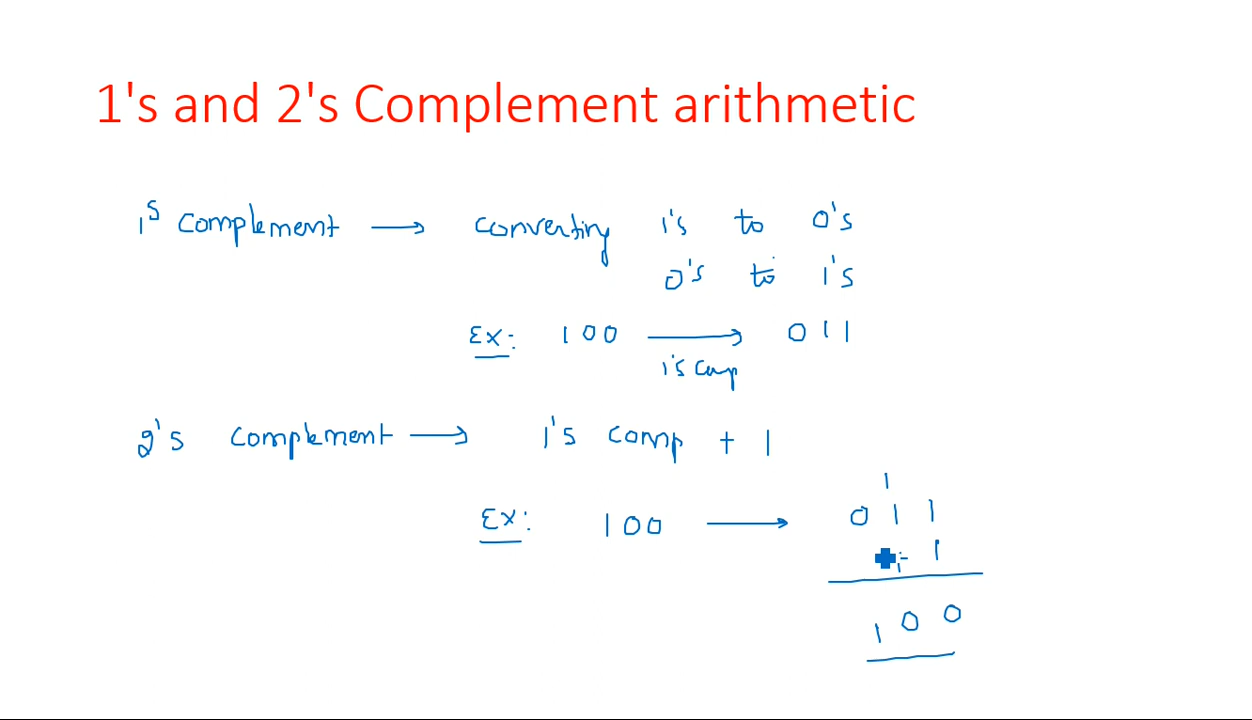 1's and 2's Complement arithmetic
1s complement → converting 1's to 0's
0's to 1's
Ex: 100 → 011
1's comp
2's complement → 1's comp + 1
1
Ex: 100 → 011
+ 1
100